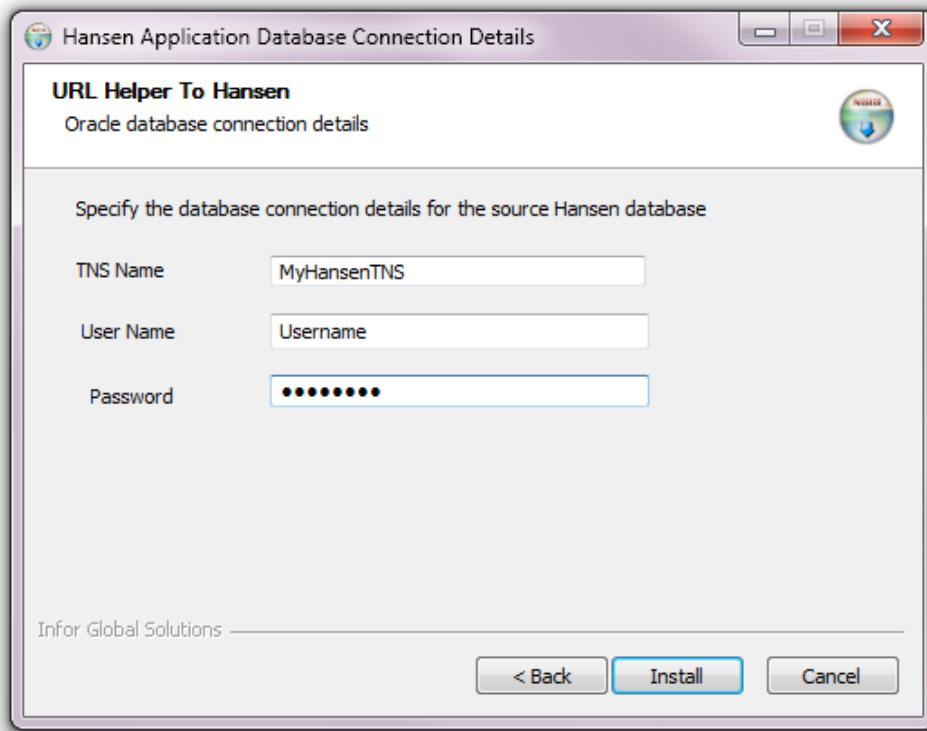 Hansen Application Database Connection Details
URL Helper To Hansen
Oracle database connection details
Specify the database connection details for the source Hansen database
TNS Name MyHansenTNS
User Name Username
Password ••••••••
Infor Global Solutions
< Back Install Cancel